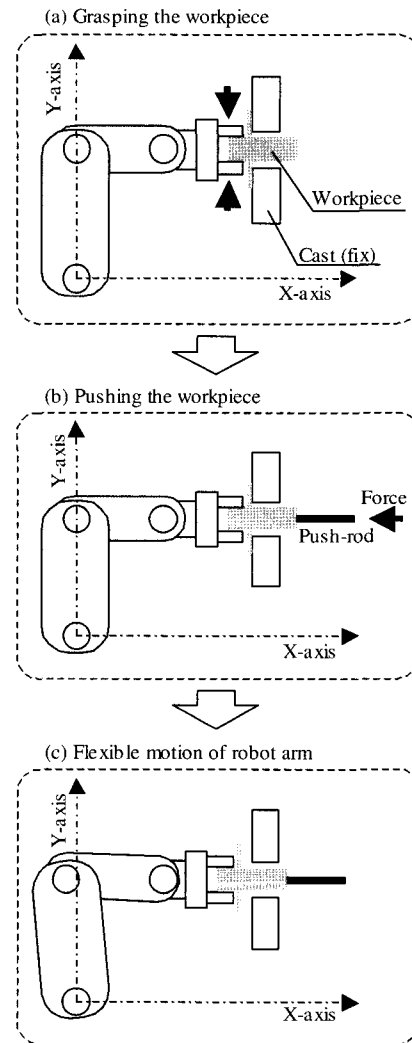 (a) Grasping the workpiece
Y-axis
Workpiece
Cast (fix)
X-axis
(b) Pushing the workpiece
Y-axis
Force
Push-rod
X-axis
(c) Flexible motion of robot arm
Y-axis
X-axis